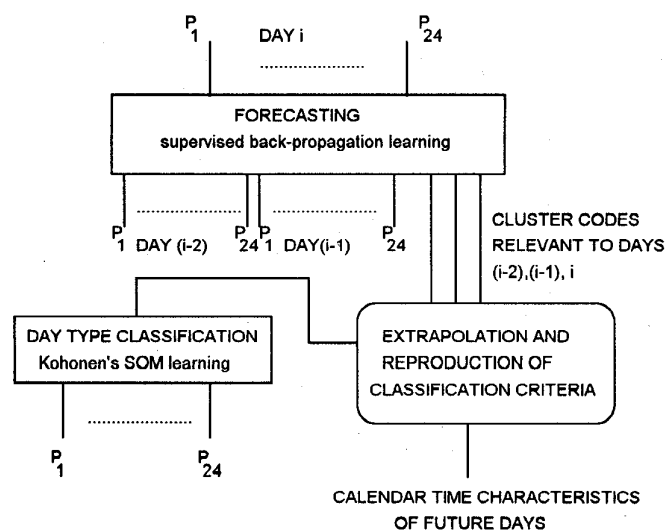 P1 DAY i P24
FORECASTING
supervised back-propagation learning
P1 DAY (i-2) P24 P1 DAY(i-1) P24
CLUSTER CODES
RELEVANT TO DAYS
(i-2),(i-1), i
DAY TYPE CLASSIFICATION
Kohonen's SOM learning
EXTRAPOLATION AND
REPRODUCTION OF
CLASSIFICATION CRITERIA
P1 P24
CALENDAR TIME CHARACTERISTICS
OF FUTURE DAYS